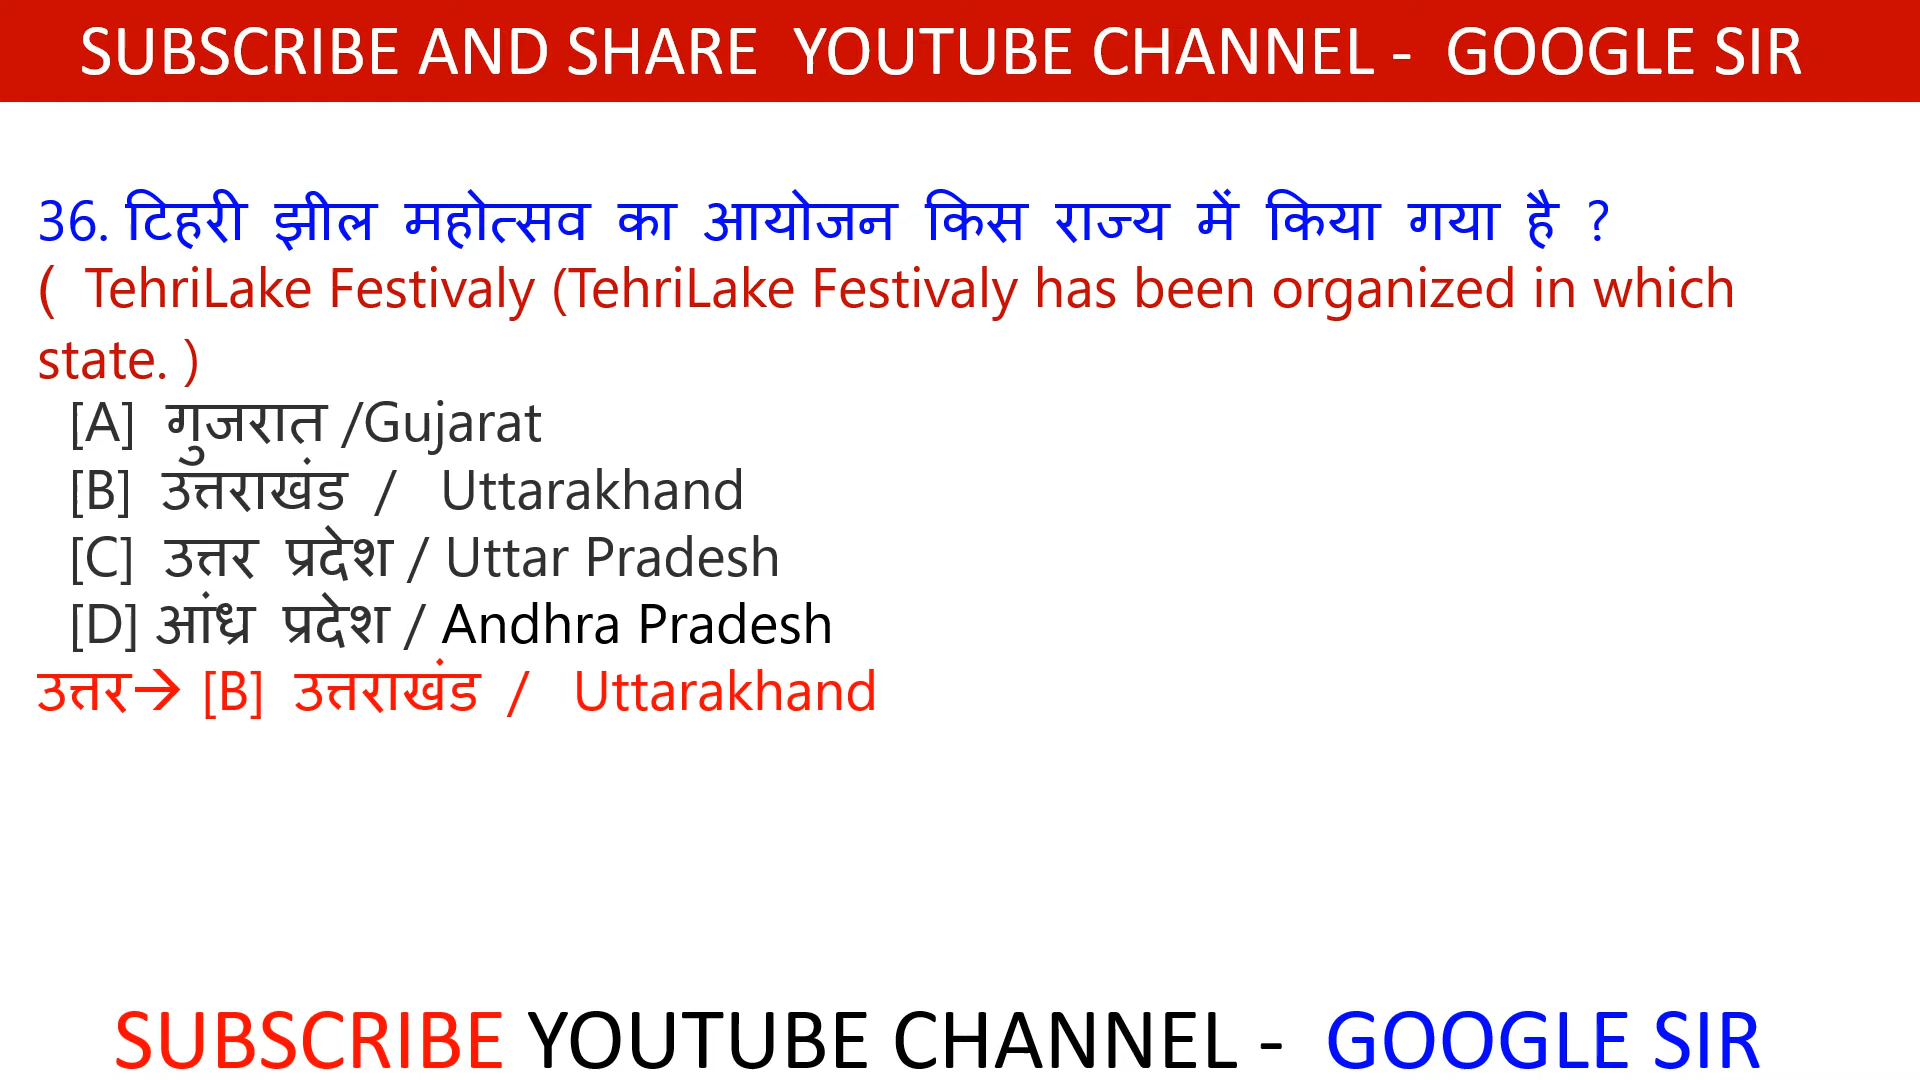 SUBSCRIBE AND SHARE YOUTUBE CHANNEL - GOOGLE SIR
36. टिहरी झील महोत्सव का आयोजन किस राज्य में किया गया है ?
( TehriLake Festivaly (TehriLake Festivaly has been organized in which
state. )
[A] गुजरात /Gujarat
[B] उत्तराखंड / Uttarakhand
[C] उत्तर प्रदेश / Uttar Pradesh
[D] आंध्र प्रदेश / Andhra Pradesh
उत्तर→ [B] उत्तराखंड / Uttarakhand
SUBSCRIBE YOUTUBE CHANNEL - GOOGLE SIR